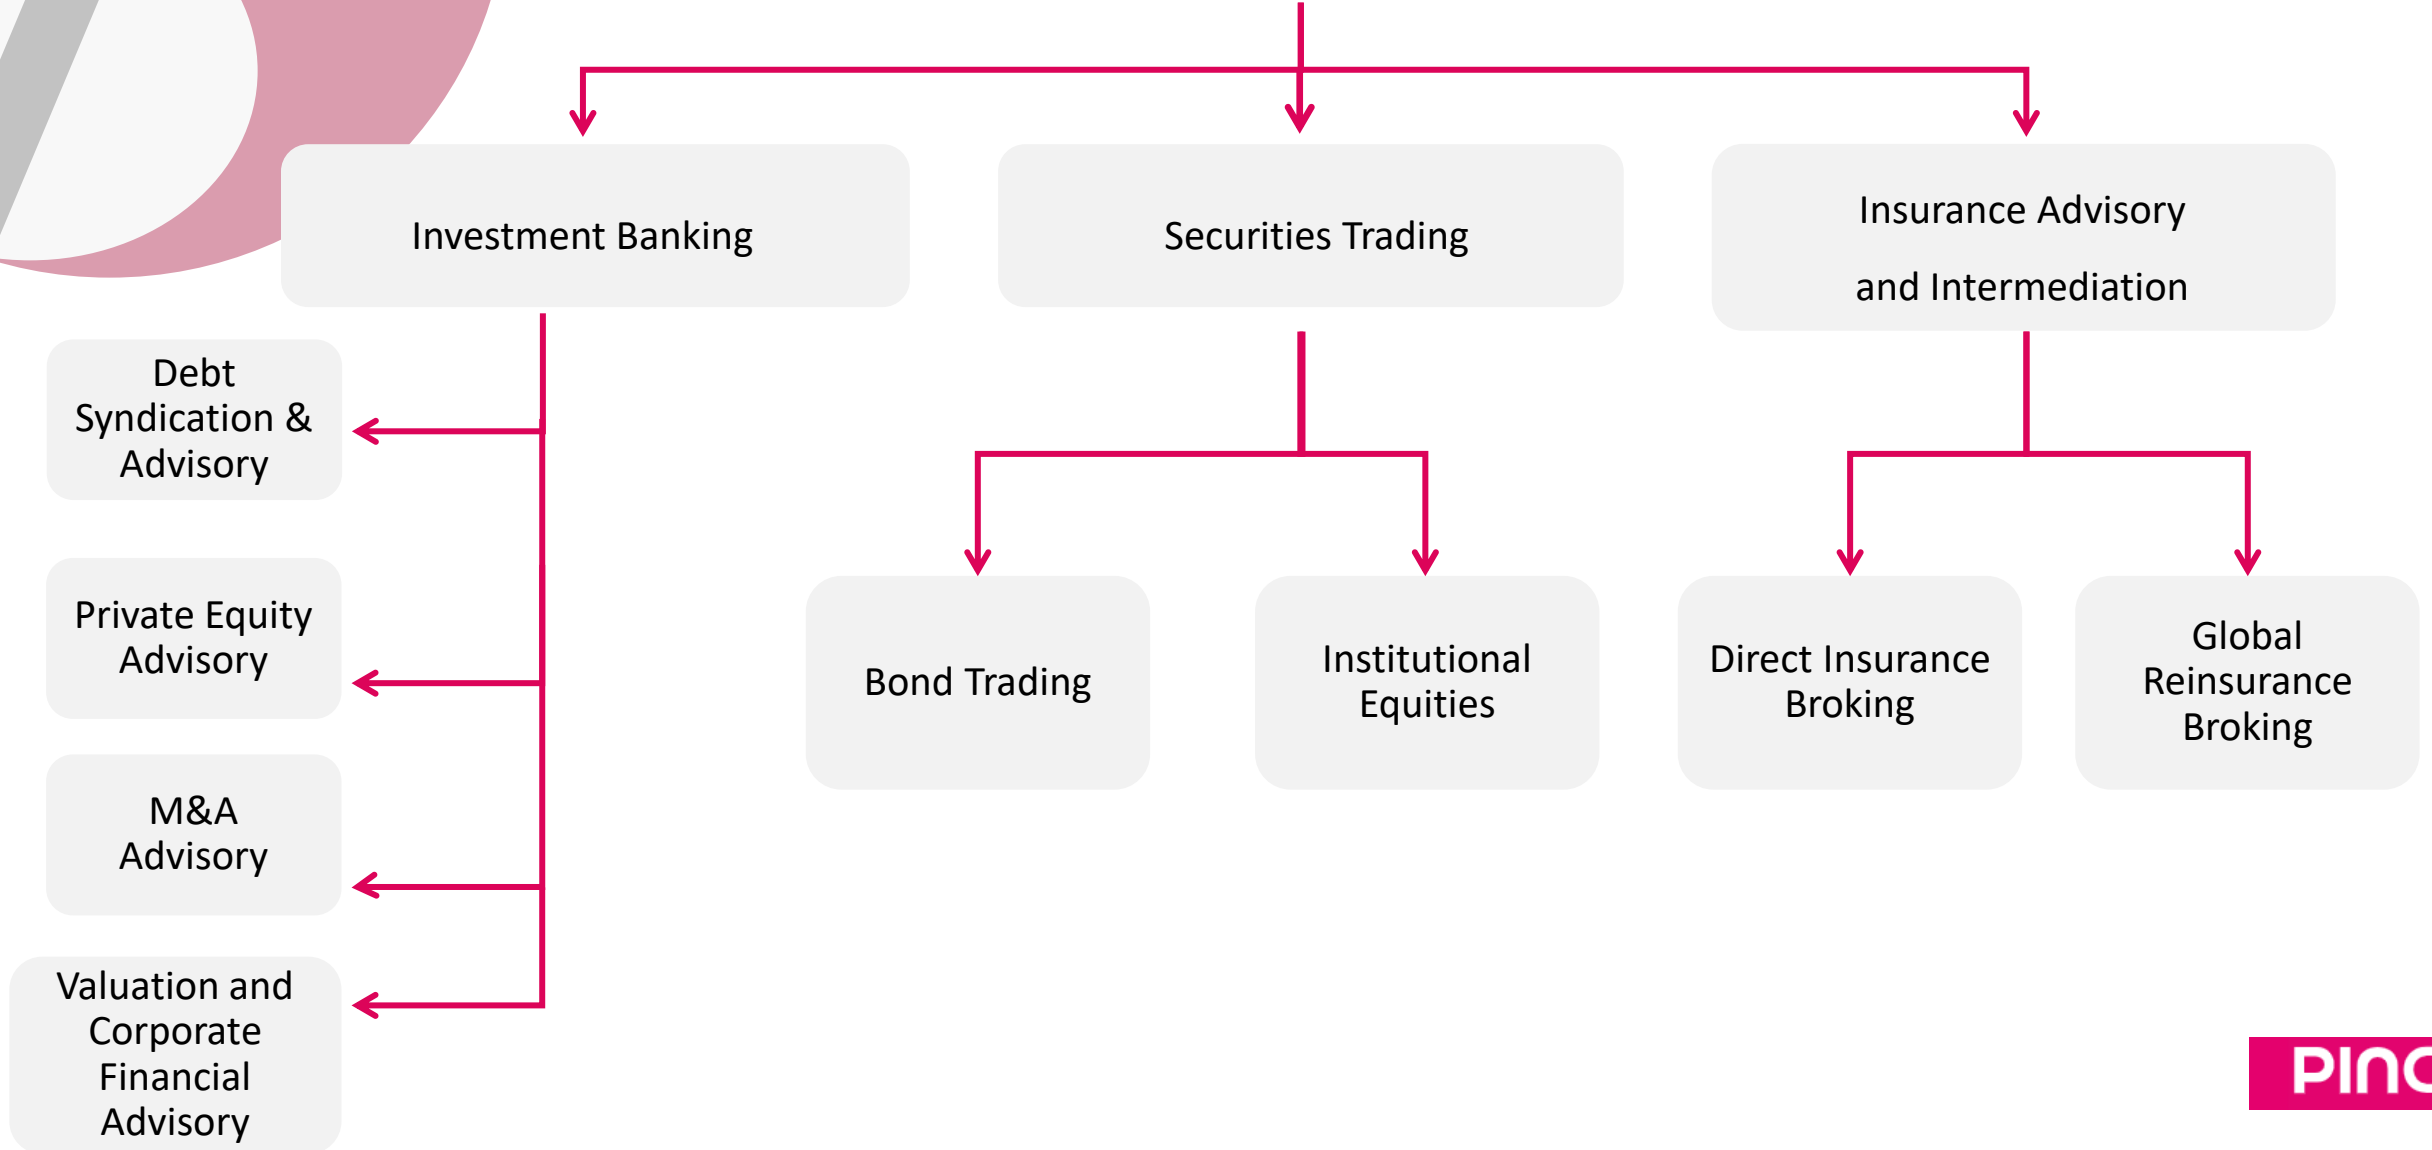 Investment Banking
Securities Trading
Insurance Advisory
and Intermediation
Debt
Syndication &
Advisory
Private Equity
Advisory
M&A
Advisory
Valuation and
Corporate
Financial
Advisory
Bond Trading
Institutional
Equities
Direct Insurance
Broking
Global
Reinsurance
Broking